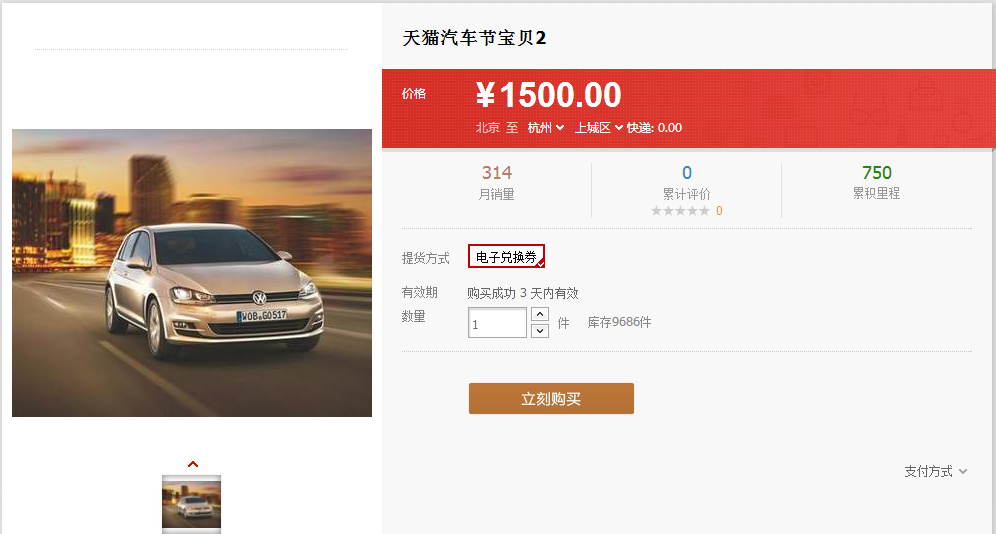 天猫汽车节宝贝2
价格
¥1500.00
北京 至 杭州 上城区 快递: 0.00
314
月销量
0
累计评价
0
750
累积里程
提货方式 电子兑换券
有效期 购买成功 3 天内有效
数量 1 件 库存9686件
立刻购买
支付方式
WOB:GO517